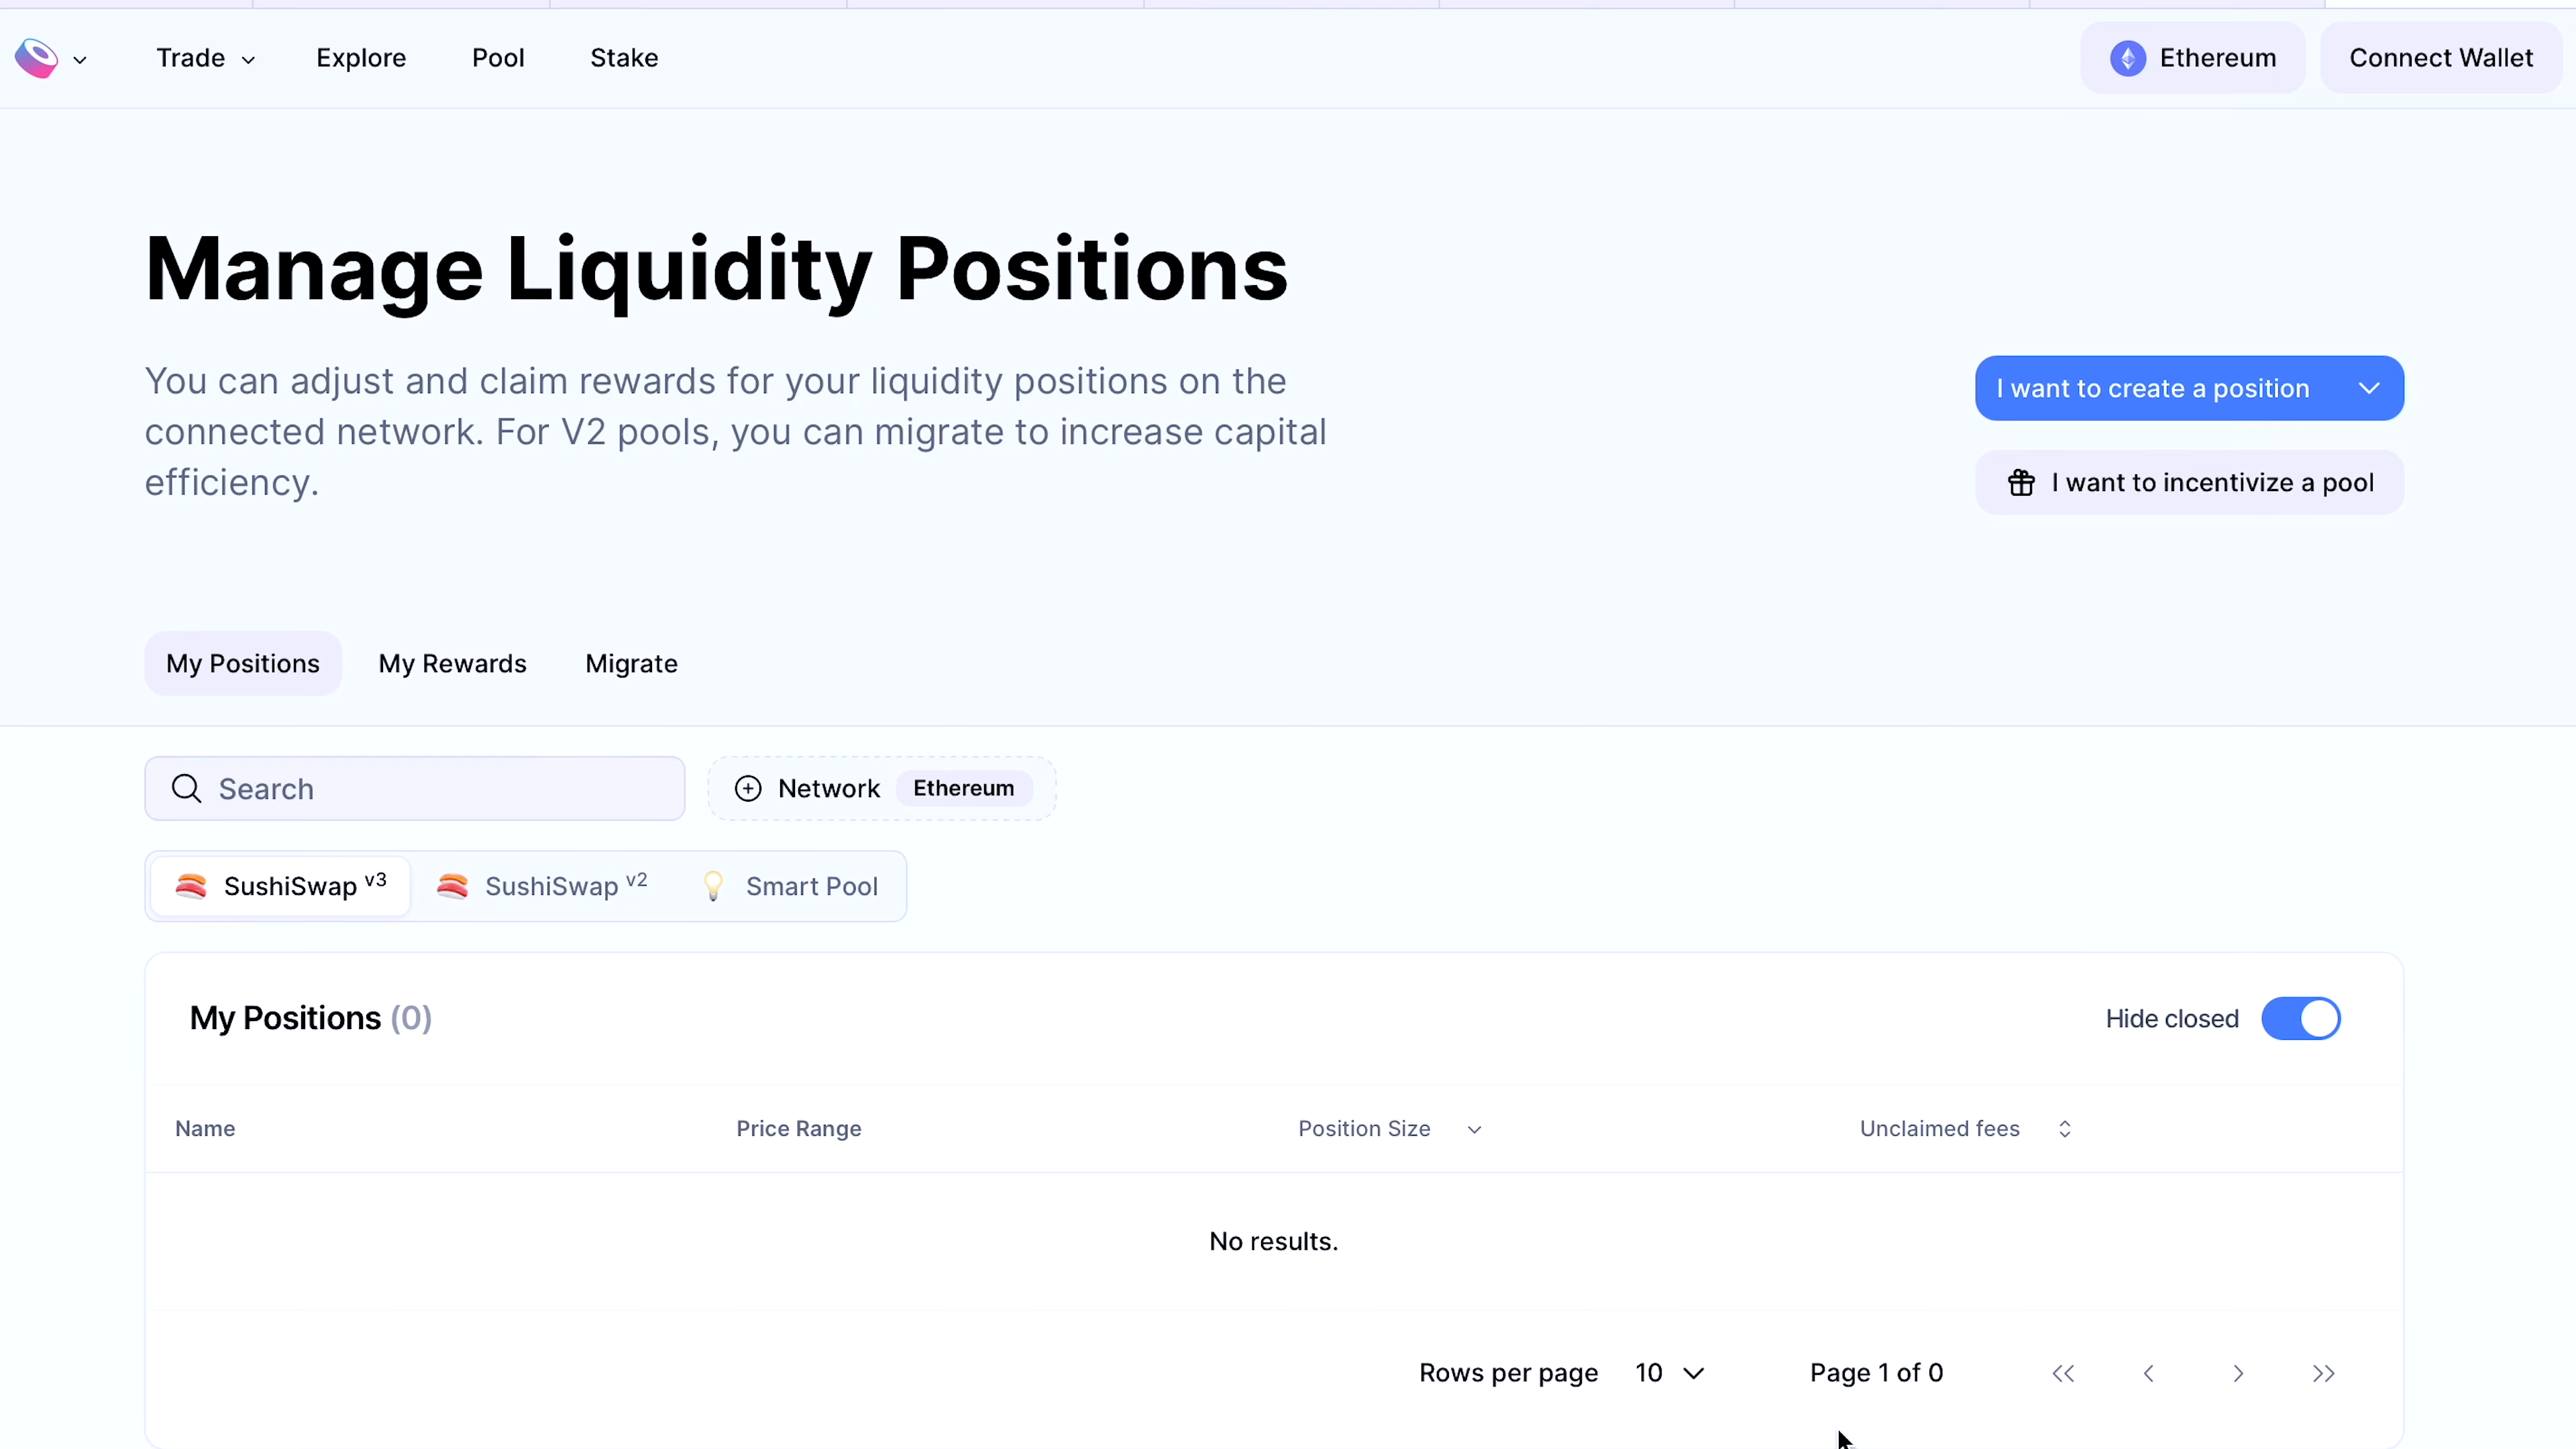 Trade
Explore
Pool
Stake
Ethereum
Connect Wallet
Manage Liquidity Positions
You can adjust and claim rewards for your liquidity positions on the
connected network. For V2 pools, you can migrate to increase capital
efficiency.
I want to create a position
I want to incentivize a pool
My Positions
My Rewards
Migrate
Search
Network Ethereum
SushiSwap v3
SushiSwap v2
Smart Pool
My Positions (0)
Hide closed
Name
Price Range
Position Size
Unclaimed fees
No results.
Rows per page 10
Page 1 of 0